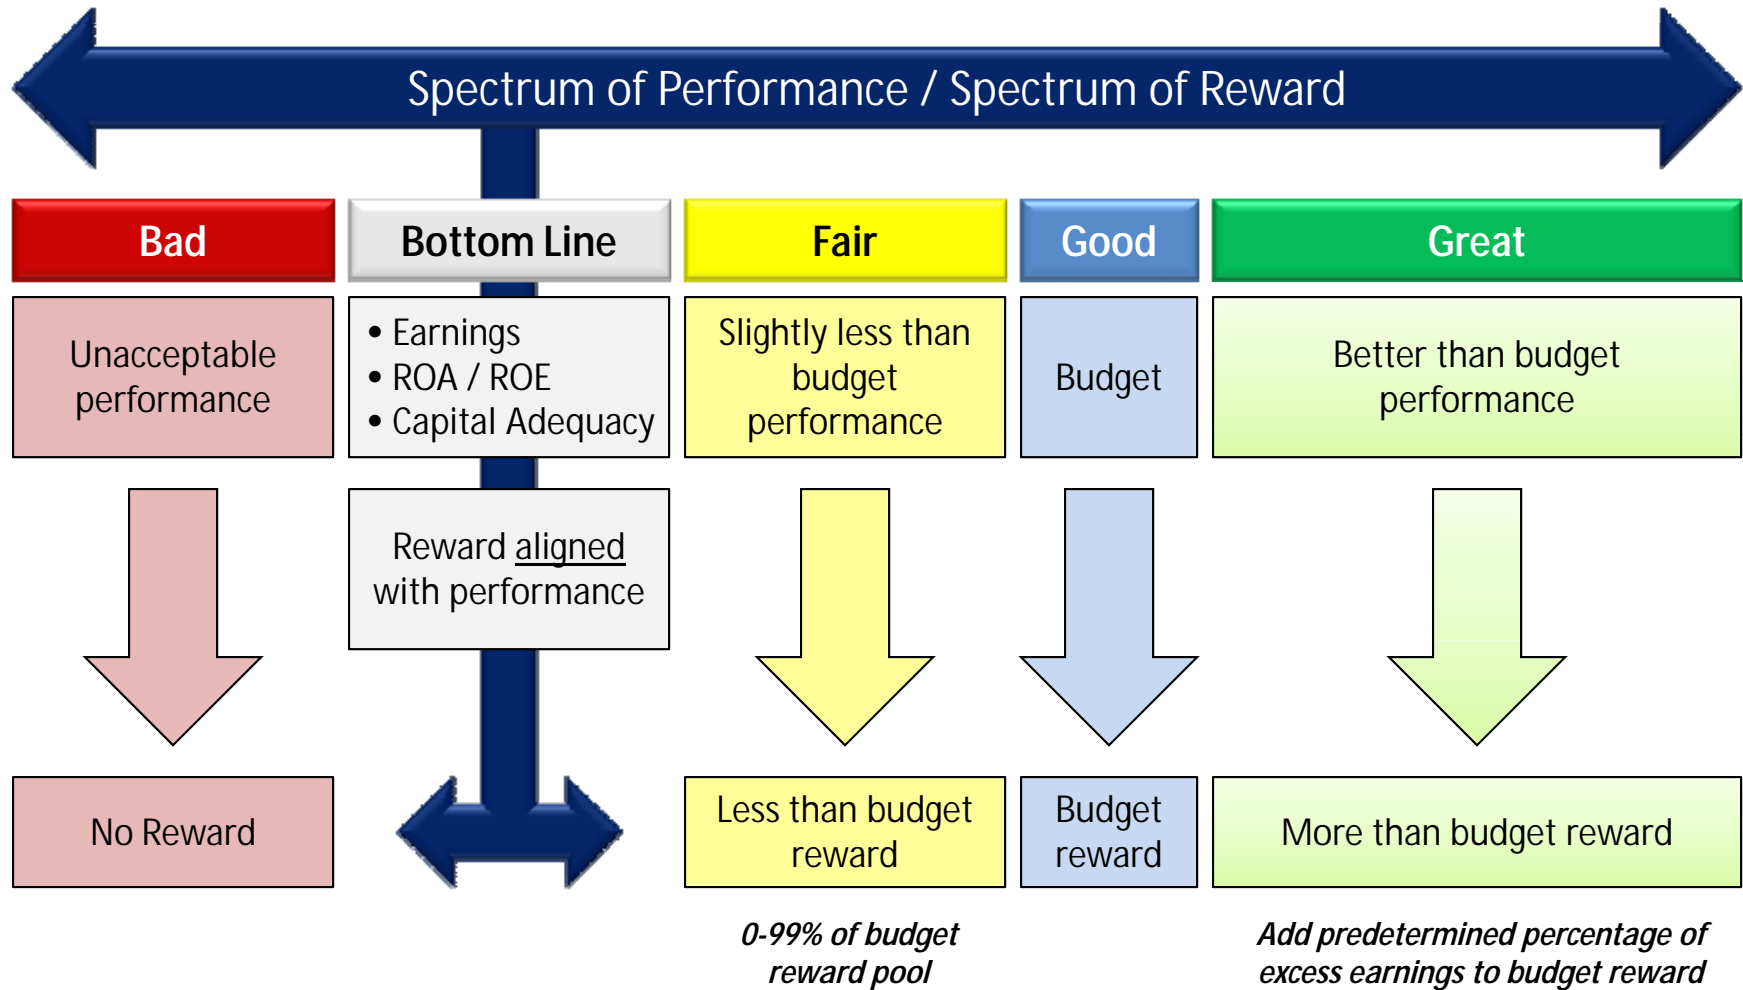 Spectrum of Performance / Spectrum of Reward
Bad
Bottom Line
Fair
Good
Great
Unacceptable
performance
• Earnings
• ROA / ROE
• Capital Adequacy
Slightly less than
budget
performance
Budget
Better than budget
performance
Reward aligned
with performance
No Reward
Less than budget
reward
Budget
reward
More than budget reward
0-99% of budget
reward pool
Add predetermined percentage of
excess earnings to budget reward